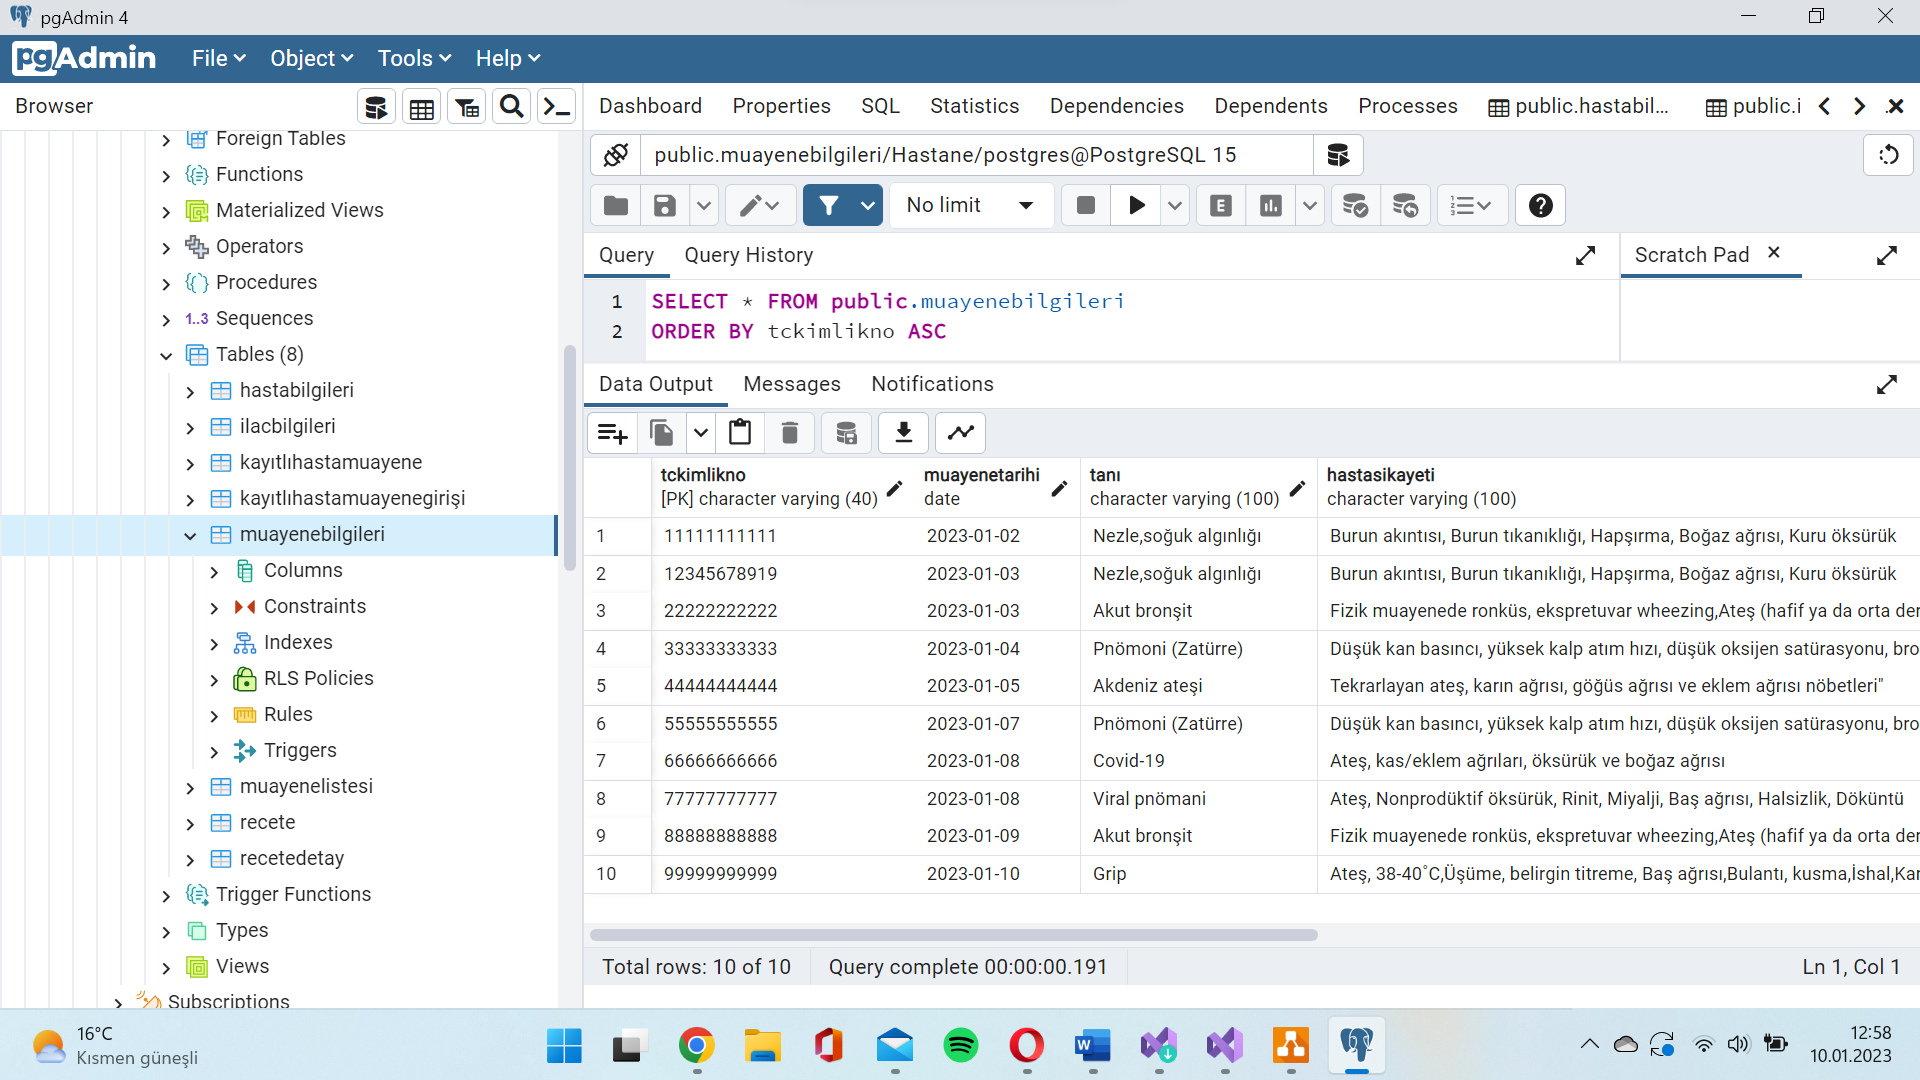 pgAdmin 4
pgAdmin
File
Object
Tools
Help
Browser
Foreign Tables
Functions
Materialized Views
Operators
Procedures
1..3 Sequences
Tables (8)
hastabilgileri
ilacbilgileri
kayıtlıhastamuayene
kayıtlıhastamuayenegirişi
muayenebilgileri
Columns
Constraints
Indexes
RLS Policies
Rules
Triggers
muayenelistesi
recete
recetedetay
Trigger Functions
Types
Views
Subscriptions
Dashboard Properties SQL Statistics Dependencies Dependents Processes public.hastabil... public.i
public.muayenebilgileri/Hastane/postgres@PostgreSQL 15
No limit
E
Query Query History
Scratch Pad
1 SELECT * FROM public.muayenebilgileri
2 ORDER BY tckimlikno ASC
Data Output Messages Notifications
tckimlikno muayenetarihi tanı hastasikayeti
[PK] character varying (40) date character varying (100) character varying (100)
1 11111111111 2023-01-02 Nezle,soğuk algınlığı Burun akıntısı, Burun tıkanıklığı, Hapşırma, Boğaz ağrısı, Kuru öksürük
2 12345678919 2023-01-03 Nezle,soğuk algınlığı Burun akıntısı, Burun tıkanıklığı, Hapşırma, Boğaz ağrısı, Kuru öksürük
3 22222222222 2023-01-03 Akut bronşit Fizik muayenede ronküs, ekspretuvar wheezing,Ateş (hafif ya da orta der
4 33333333333 2023-01-04 Pnömoni (Zatürre) Düşük kan basıncı, yüksek kalp atım hızı, düşük oksijen satürasyonu, bro
5 44444444444 2023-01-05 Akdeniz ateşi Tekrarlayan ateş, karın ağrısı, göğüs ağrısı ve eklem ağrısı nöbetleri"
6 55555555555 2023-01-07 Pnömoni (Zatürre) Düşük kan basıncı, yüksek kalp atım hızı, düşük oksijen satürasyonu, bro
7 66666666666 2023-01-08 Covid-19 Ateş, kas/eklem ağrıları, öksürük ve boğaz ağrısı
8 77777777777 2023-01-08 Viral pnömani Ateş, Nonprodüktif öksürük, Rinit, Miyalji, Baş ağrısı, Halsizlik, Döküntü
9 88888888888 2023-01-09 Akut bronşit Fizik muayenede ronküs, ekspretuvar wheezing,Ateş (hafif ya da orta der
10 99999999999 2023-01-10 Grip Ateş, 38-40˚C,Üşüme, belirgin titreme, Baş ağrısı,Bulantı, kusma,İshal,Kar
Total rows: 10 of 10 Query complete 00:00:00.191 Ln 1, Col 1
16°C
Kısmen güneşli
12:58
10.01.2023